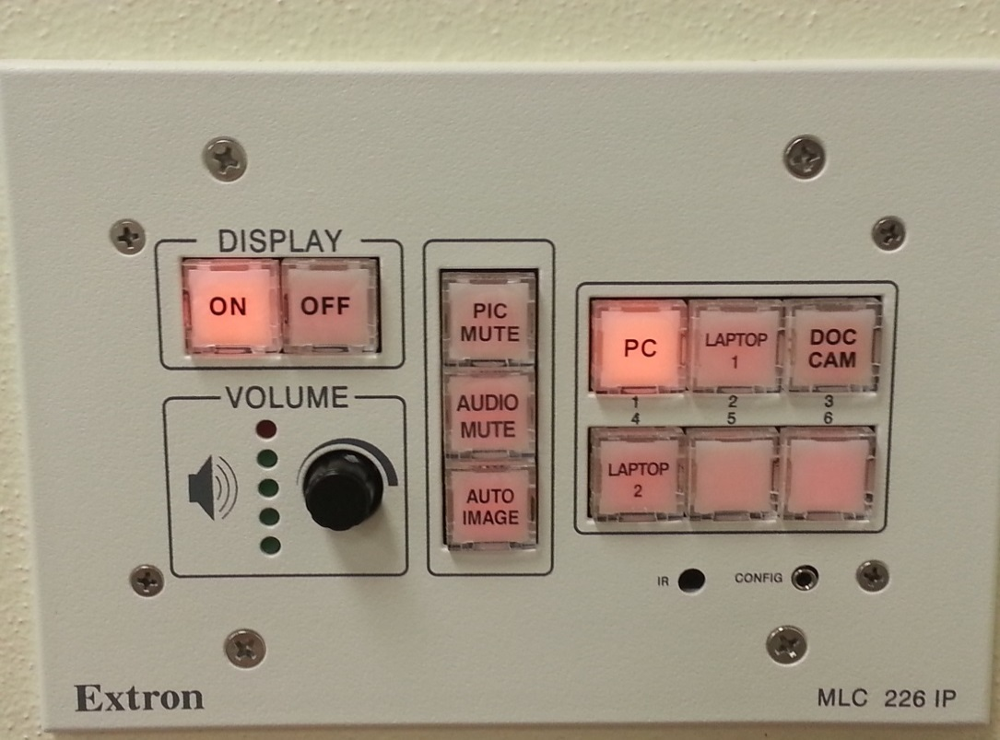 DISPLAY
ON OFF
VOLUME
PIC
MUTE
AUDIO
MUTE
AUTO
IMAGE
PC
LAPTOP
1
DOC
CAM
1 2 3
4 5 6
LAPTOP
2
IR CONFIG
Extron
MLC 226 IP